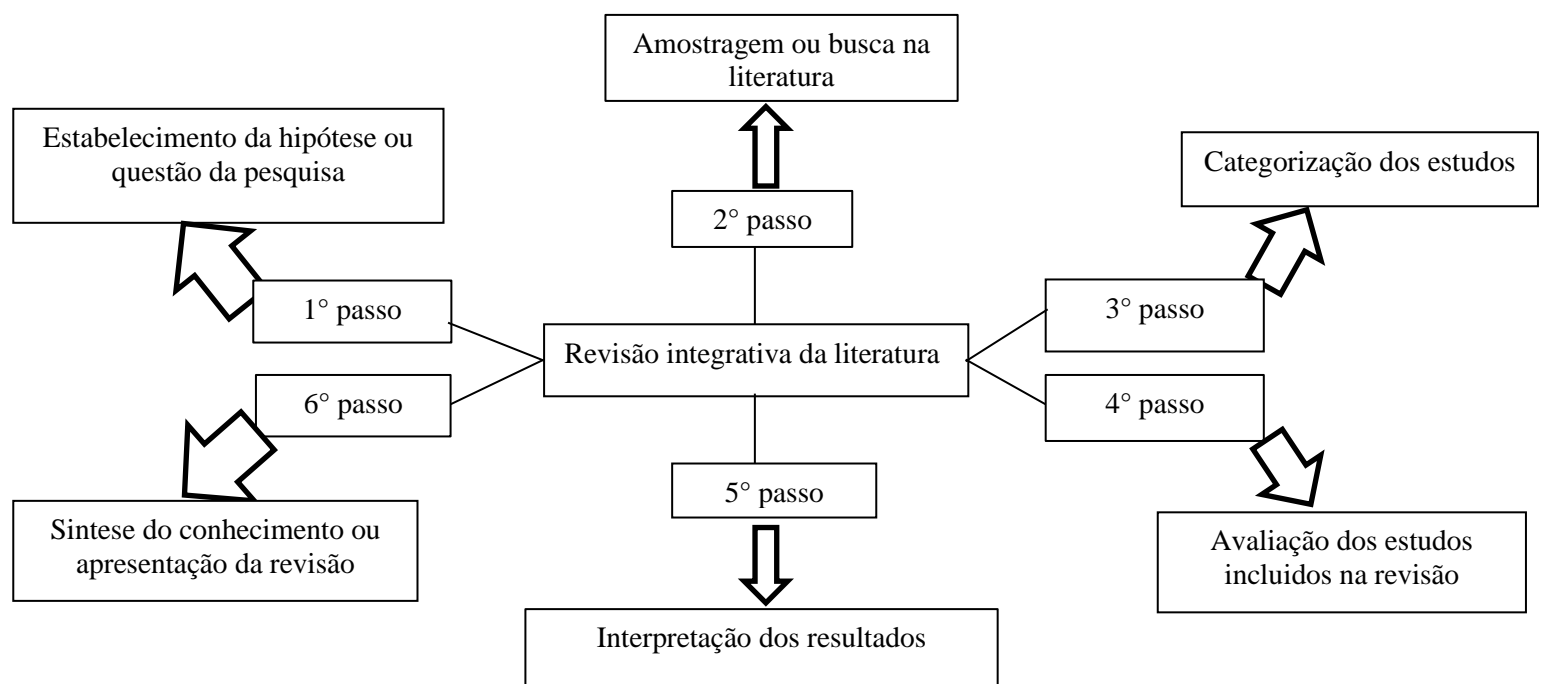 Amostragem ou busca na
literatura
Estabelecimento da hipótese ou
questão da pesquisa
Categorização dos estudos
2° passo
1° passo
3° passo
Revisão integrativa da literatura
6° passo
4° passo
5° passo
Sintese do conhecimento ou
apresentação da revisão
Avaliação dos estudos
incluidos na revisão
Interpretação dos resultados